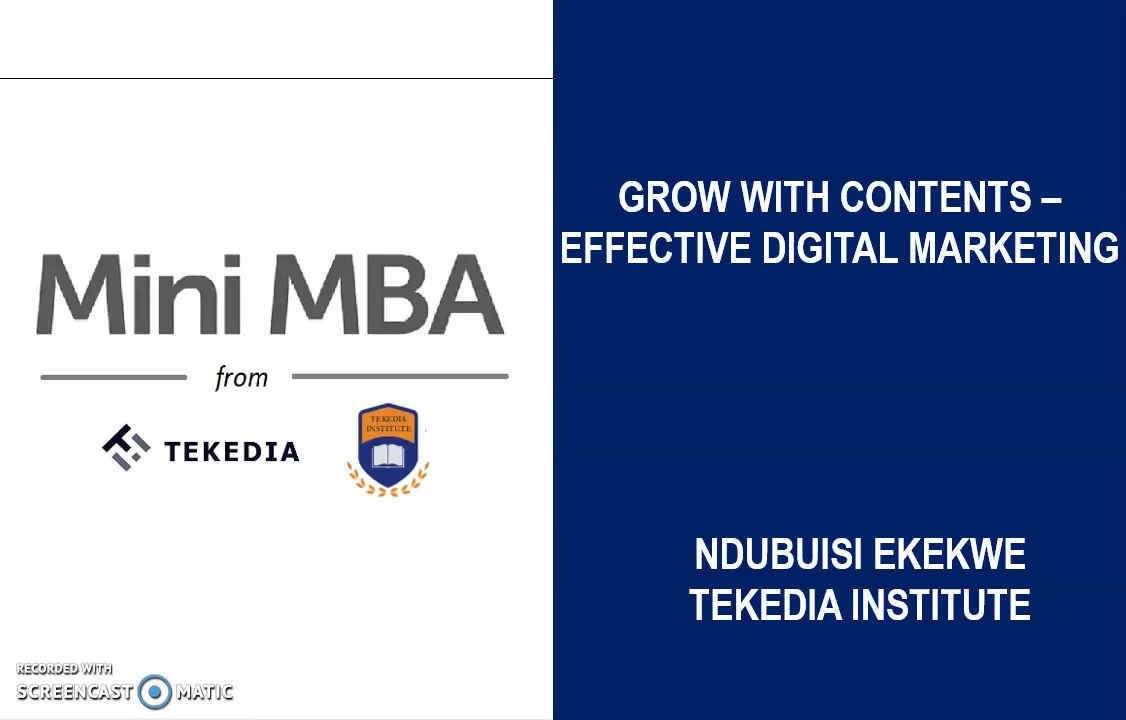 Mini MBA
from
TEKEDIA
TEKEDIA
INSTITUTE
GROW WITH CONTENTS –
EFFECTIVE DIGITAL MARKETING
NDUBUISI EKEKWE
TEKEDIA INSTITUTE
RECORDED WITH
SCREENCAST MATIC